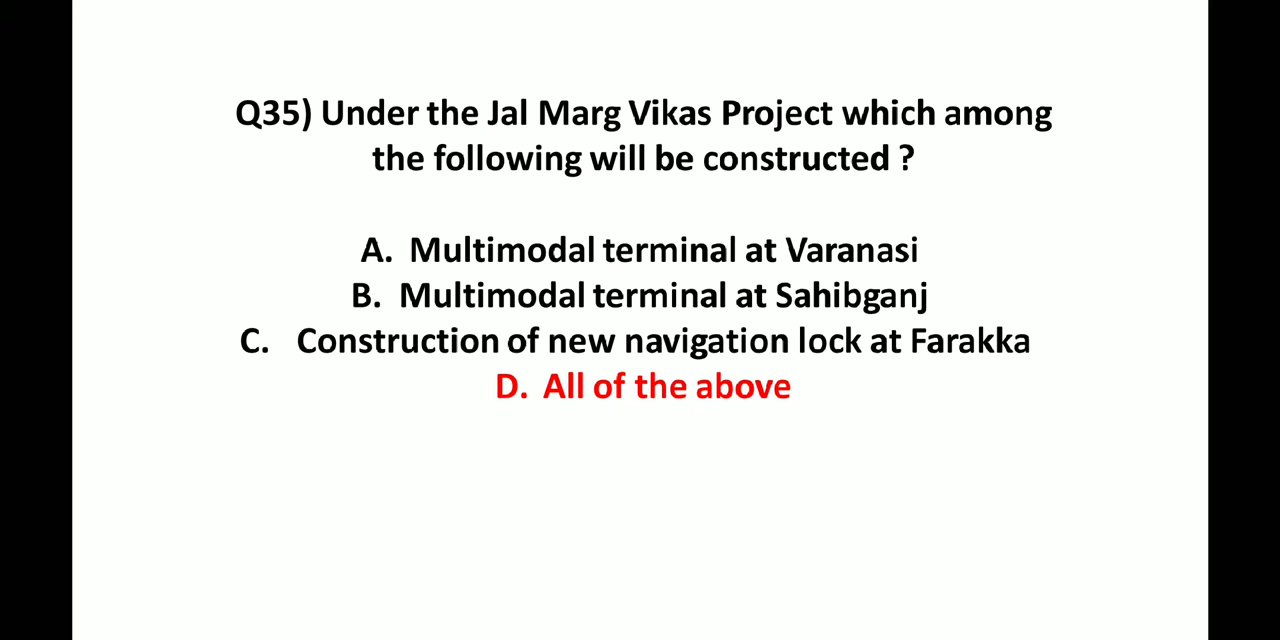 Q35) Under the Jal Marg Vikas Project which among
the following will be constructed ?
A. Multimodal terminal at Varanasi
B. Multimodal terminal at Sahibganj
C. Construction of new navigation lock at Farakka
D. All of the above